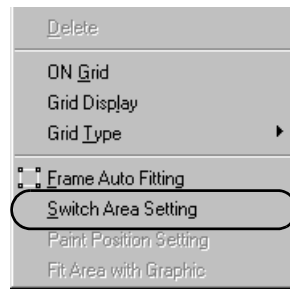 Delete
ON Grid
Grid Display
Grid Type
Frame Auto Fitting
Switch Area Setting
Paint Position Setting
Fit Area with Graphic